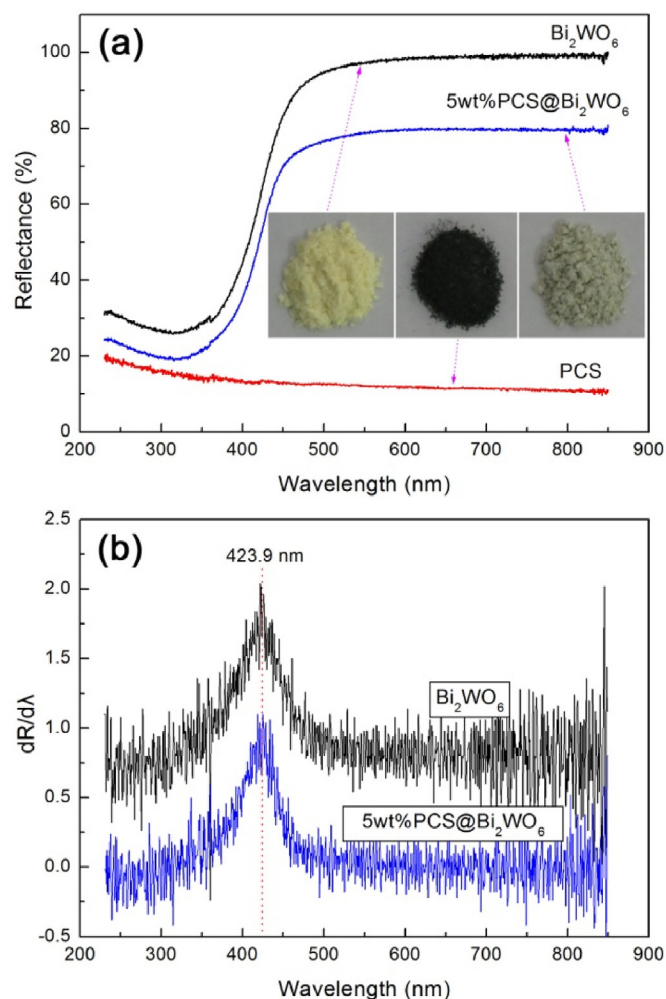 (a)
Bi₂WO₆
5wt%PCS@Bi₂WO₆
PCS
Reflectance (%)
100
80
60
40
20
0
200 300 400 500 600 700 800 900
Wavelength (nm)
(b)
423.9 nm
Bi₂WO₆
5wt%PCS@Bi₂WO₆
dR/dλ
2.5
2.0
1.5
1.0
0.5
0.0
-0.5
200 300 400 500 600 700 800 900
Wavelength (nm)